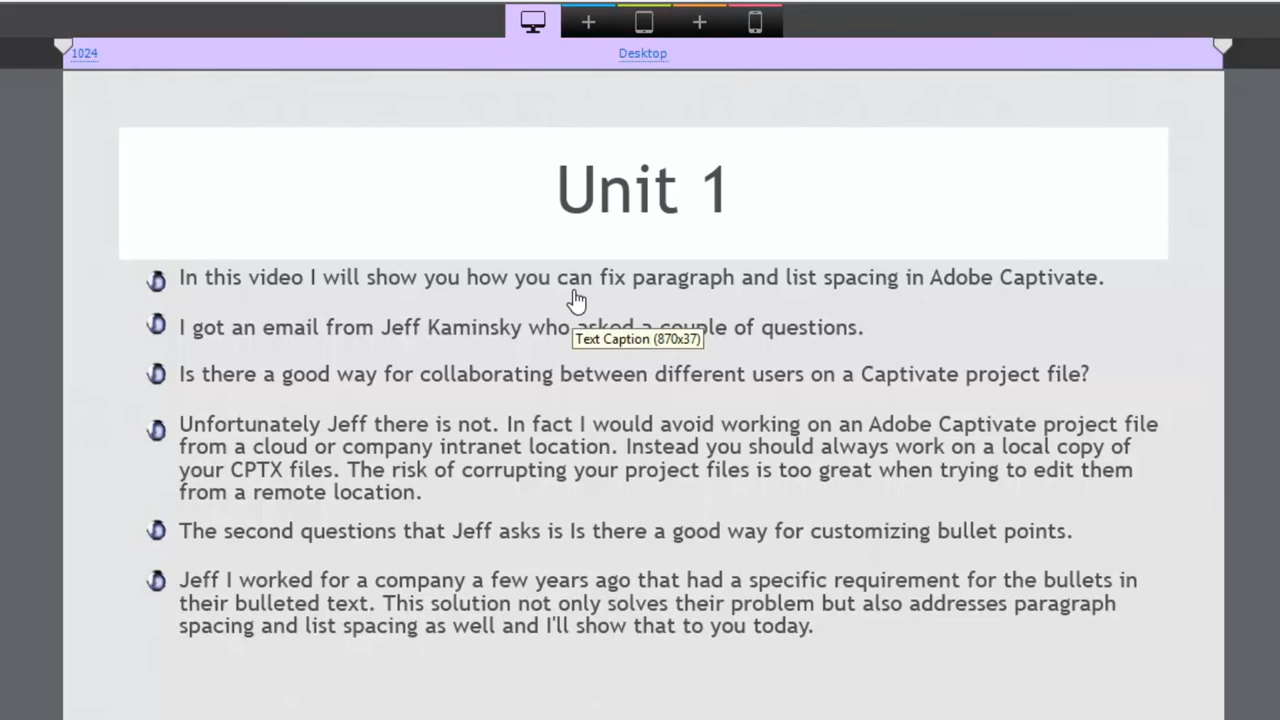 1024
Desktop
Unit 1
In this video I will show you how you can fix paragraph and list spacing in Adobe Captivate.
I got an email from Jeff Kaminsky who asked a couple of questions.
Text Caption (870x37)
Is there a good way for collaborating between different users on a Captivate project file?
Unfortunately Jeff there is not. In fact I would avoid working on an Adobe Captivate project file
from a cloud or company intranet location. Instead you should always work on a local copy of
your CPTX files. The risk of corrupting your project files is too great when trying to edit them
from a remote location.
The second questions that Jeff asks is Is there a good way for customizing bullet points.
Jeff I worked for a company a few years ago that had a specific requirement for the bullets in
their bulleted text. This solution not only solves their problem but also addresses paragraph
spacing and list spacing as well and I'll show that to you today.